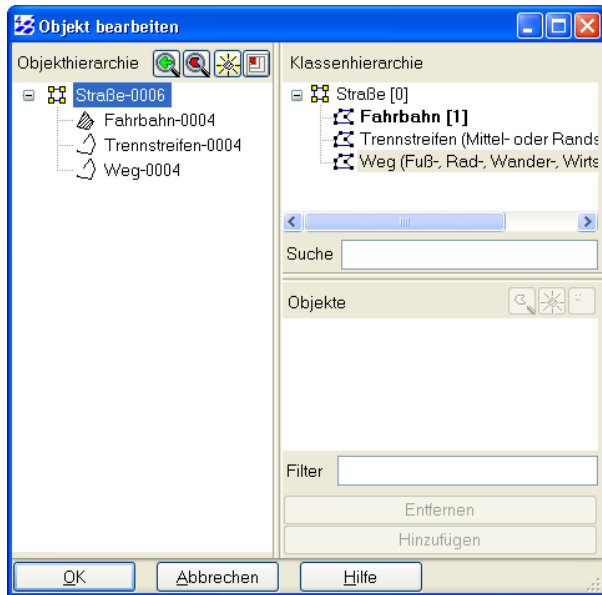 Objekt bearbeiten
Objekthierarchie
Straße-0006
Fahrbahn-0004
Trennstreifen-0004
Weg-0004
Klassenhierarchie
Straße [0]
Fahrbahn [1]
Trennstreifen (Mittel- oder Rands
Weg (Fuß-, Rad-, Wander-, Wirts
Suche
Objekte
Filter
Entfernen
Hinzufügen
OK
Abbrechen
Hilfe